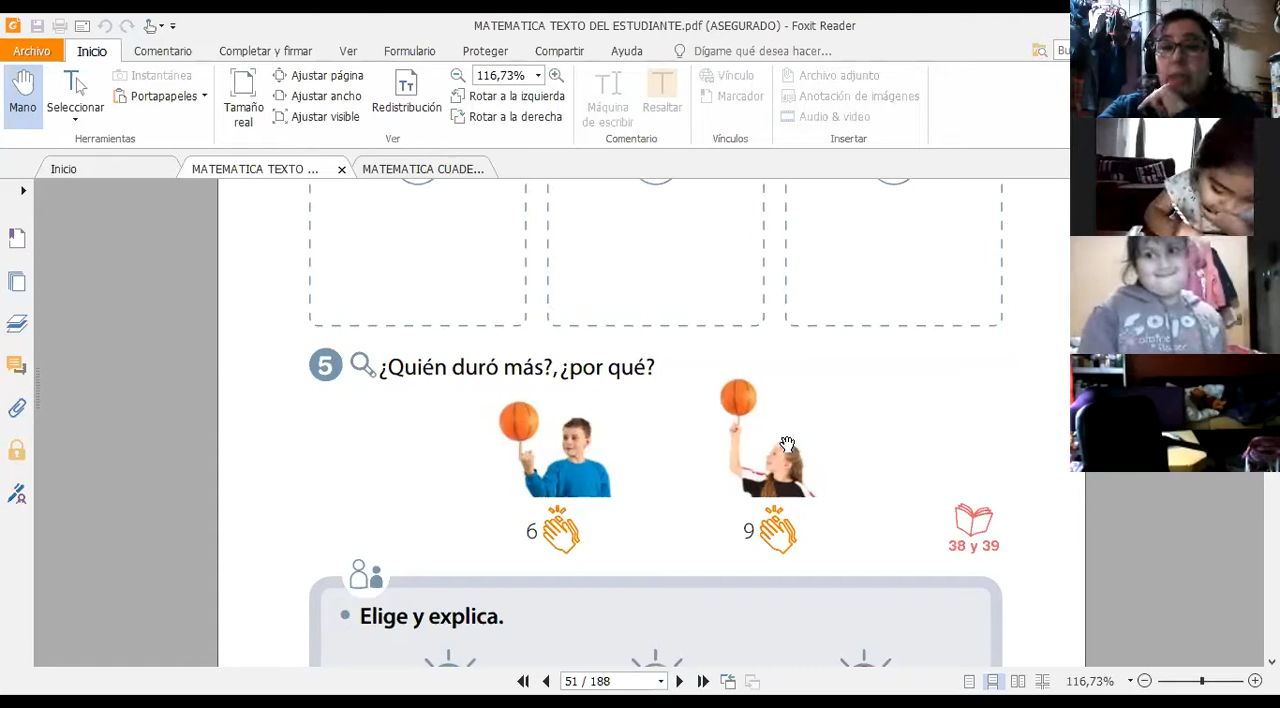 MATEMATICA TEXTO DEL ESTUDIANTE.pdf (ASEGURADO) - Foxit Reader
Archivo Inicio Comentario Completar y firmar Ver Formulario Proteger Compartir Ayuda Dígame qué desea hacer... Bu
Mano
Seleccionar
Instantánea
Portapapeles
Herramientas
Tamaño
real
Ajustar página
Ajustar ancho
Ajustar visible
Redistribución
116,73%
Rotar a la izquierda
Rotar a la derecha
Ver
Máquina
de escribir
Resaltar
Comentario
Vínculo
Marcador
Vínculos
Archivo adjunto
Anotación de imágenes
Audio & video
Insertar
Inicio MATEMATICA TEXTO ... x MATEMATICA CUADE...
5 ¿Quién duró más?, ¿por qué?
6 9
38 y 39
• Elige y explica.
51 / 188 116,73%